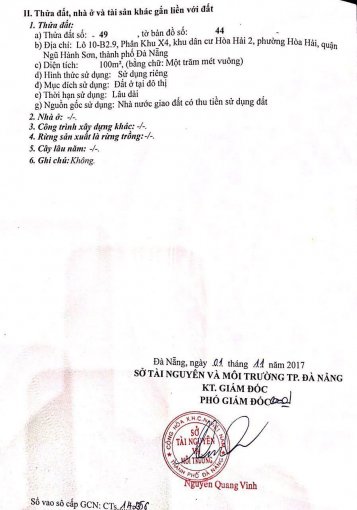 II. Thửa đất, nhà ở và tài sản khác gắn liền với đất
1. Thửa đất:
a) Thửa đất số: - 49 , tờ bản đồ số: 44
b) Địa chỉ: Lô 10-B2.9, Phân Khu X4, khu dân cư Hòa Hải 2, phường Hòa Hải, quận
Ngũ Hành Sơn, thành phố Đà Nẵng
c) Diện tích: 100m², (bằng chữ: Một trăm mét vuông)
d) Hình thức sử dụng: Sử dụng riêng
đ) Mục đích sử dụng: Đất ở tại đô thị
e) Thời hạn sử dụng: Lâu dài
g) Nguồn gốc sử dụng: Nhà nước giao đất có thu tiền sử dụng đất
2. Nhà ở: -/-.
3. Công trình xây dựng khác: -/-.
4. Rừng sản xuất là rừng trồng: -/-.
5. Cây lâu năm: -/-.
6. Ghi chú: Không.
Đà Nẵng, ngày 01 tháng 11 năm 2017
SỞ TÀI NGUYÊN VÀ MÔI TRƯỜNG TP. ĐÀ NẴNG
KT. GIÁM ĐỐC
PHÓ GIÁM ĐỐC
CỘNG HÒA X.H.C.N VIỆT NAM
SỞ
TÀI NGUYÊN
VÀ
MÔI TRƯỜNG
THÀNH PHỐ ĐÀ NẴNG
Nguyễn Quang Vinh
Số vào sổ cấp GCN: CTs